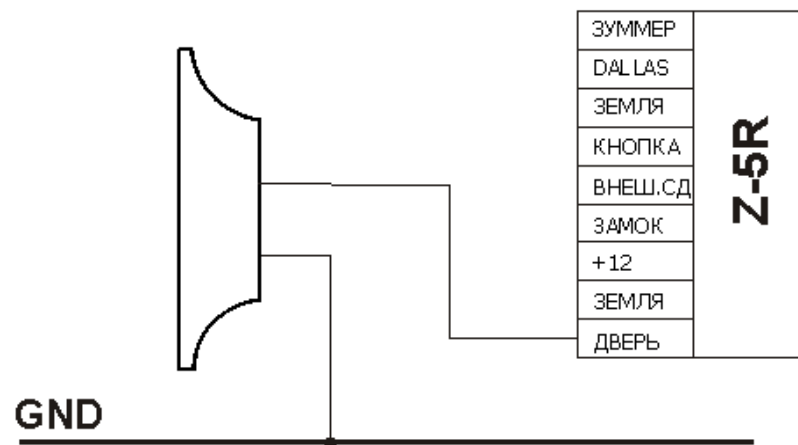 ЗУММЕР
DALLAS
ЗЕМЛЯ
КНОПКА
ВНЕШ.СД
ЗАМОК
+12
ЗЕМЛЯ
ДВЕРЬ
Z-5R
GND